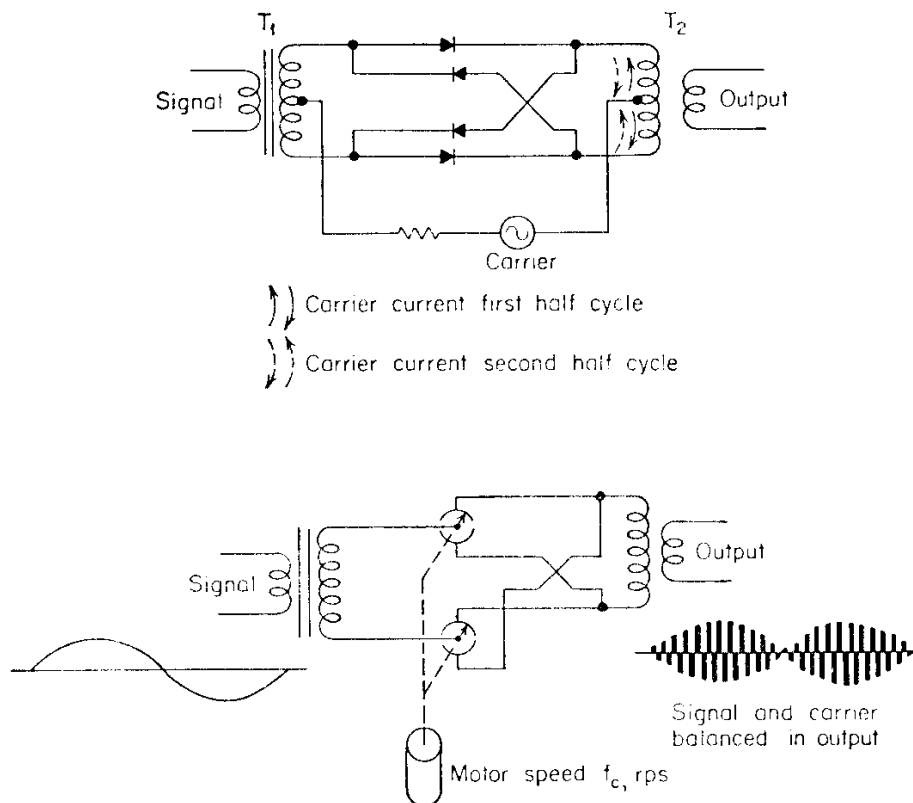 T1
T2
Signal
Output
Carrier
Carrier current first half cycle
Carrier current second half cycle
Signal
Output
Signal and carrier
balanced in output
Motor speed fc, rps